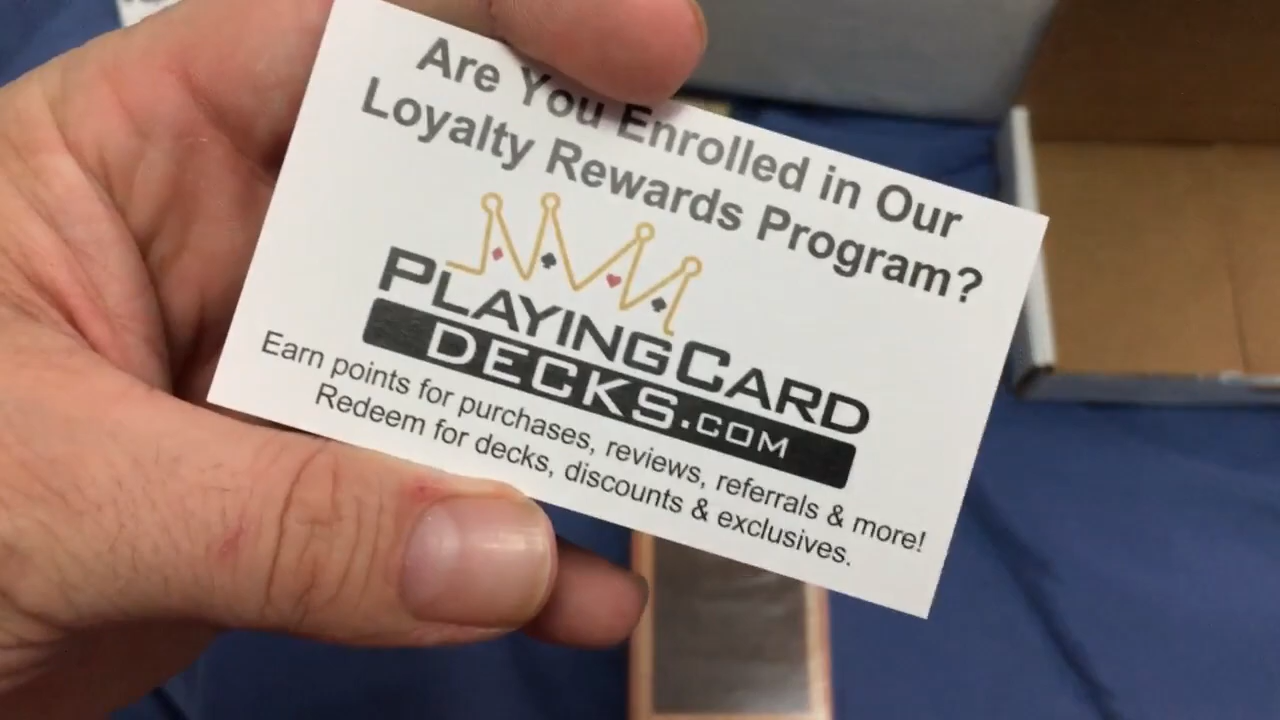 Are You Enrolled in Our
Loyalty Rewards Program?
PLAYINGCARD
DECKS.COM
Earn points for purchases, reviews, referrals & more!
Redeem for decks, discounts & exclusives.